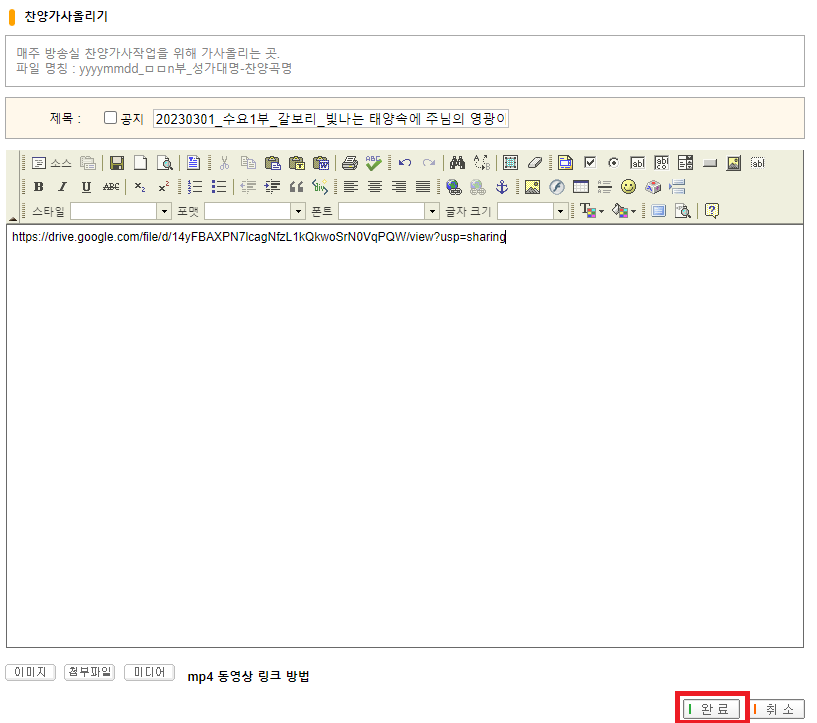 찬양가사올리기
매주 방송실 찬양가사작업을 위해 가사올리는 곳.
파일 명칭 : yyyymmdd_ㅁㅁn부_성가대명-찬양곡명
제목 : 공지 20230301_수요1부_갈보리_빛나는 태양속에 주님의 영광이
소스
스타일 포맷 폰트 글자 크기
https://drive.google.com/file/d/14yFBAXPN7lcagNfzL1kQkwoSrN0VqPQW/view?usp=sharing
이미지 첨부파일 미디어 mp4 동영상 링크 방법
완 료 취 소